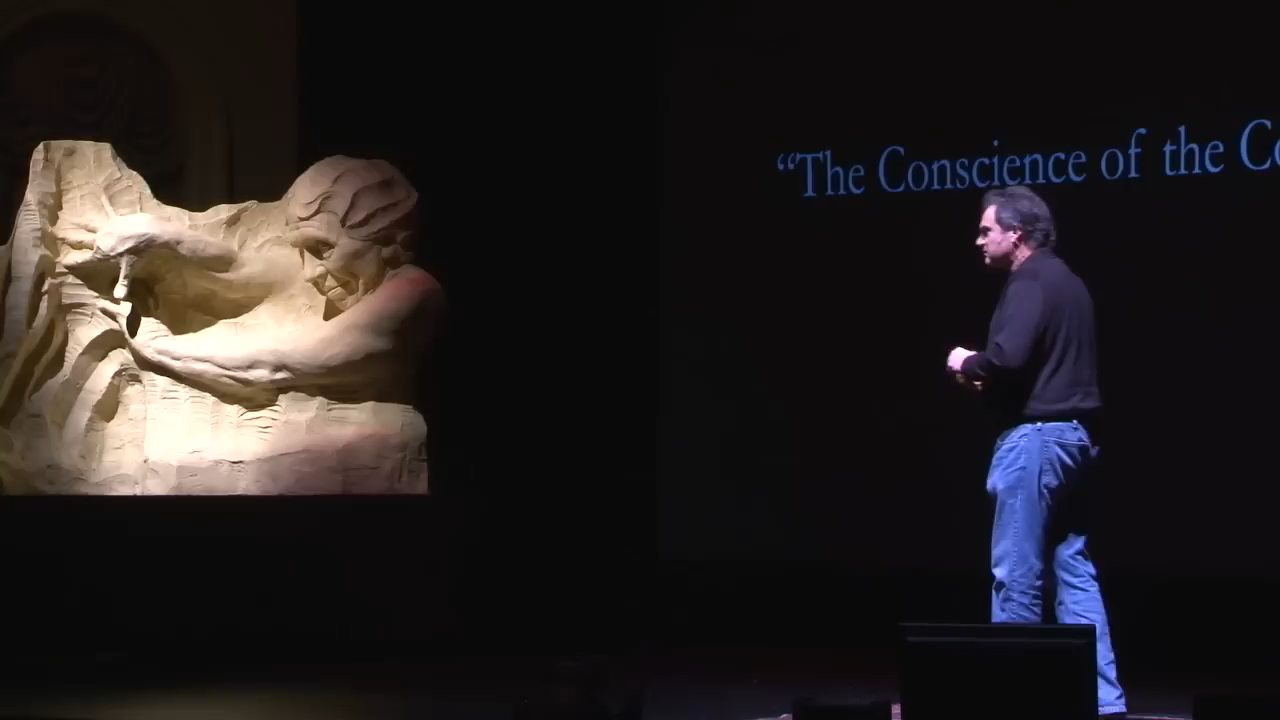 “The Conscience of the